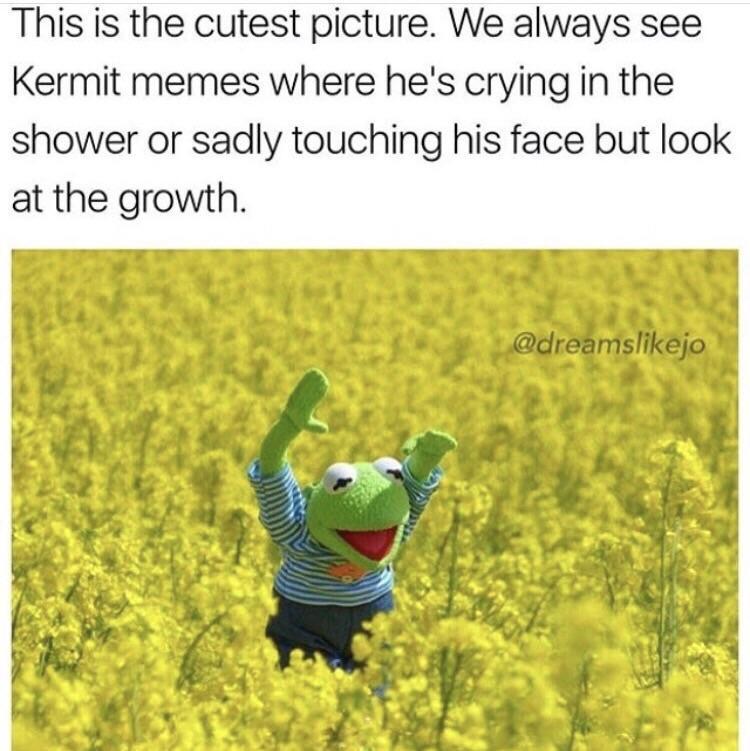 This is the cutest picture. We always see
Kermit memes where he's crying in the
shower or sadly touching his face but look
at the growth.
@dreamslikejo